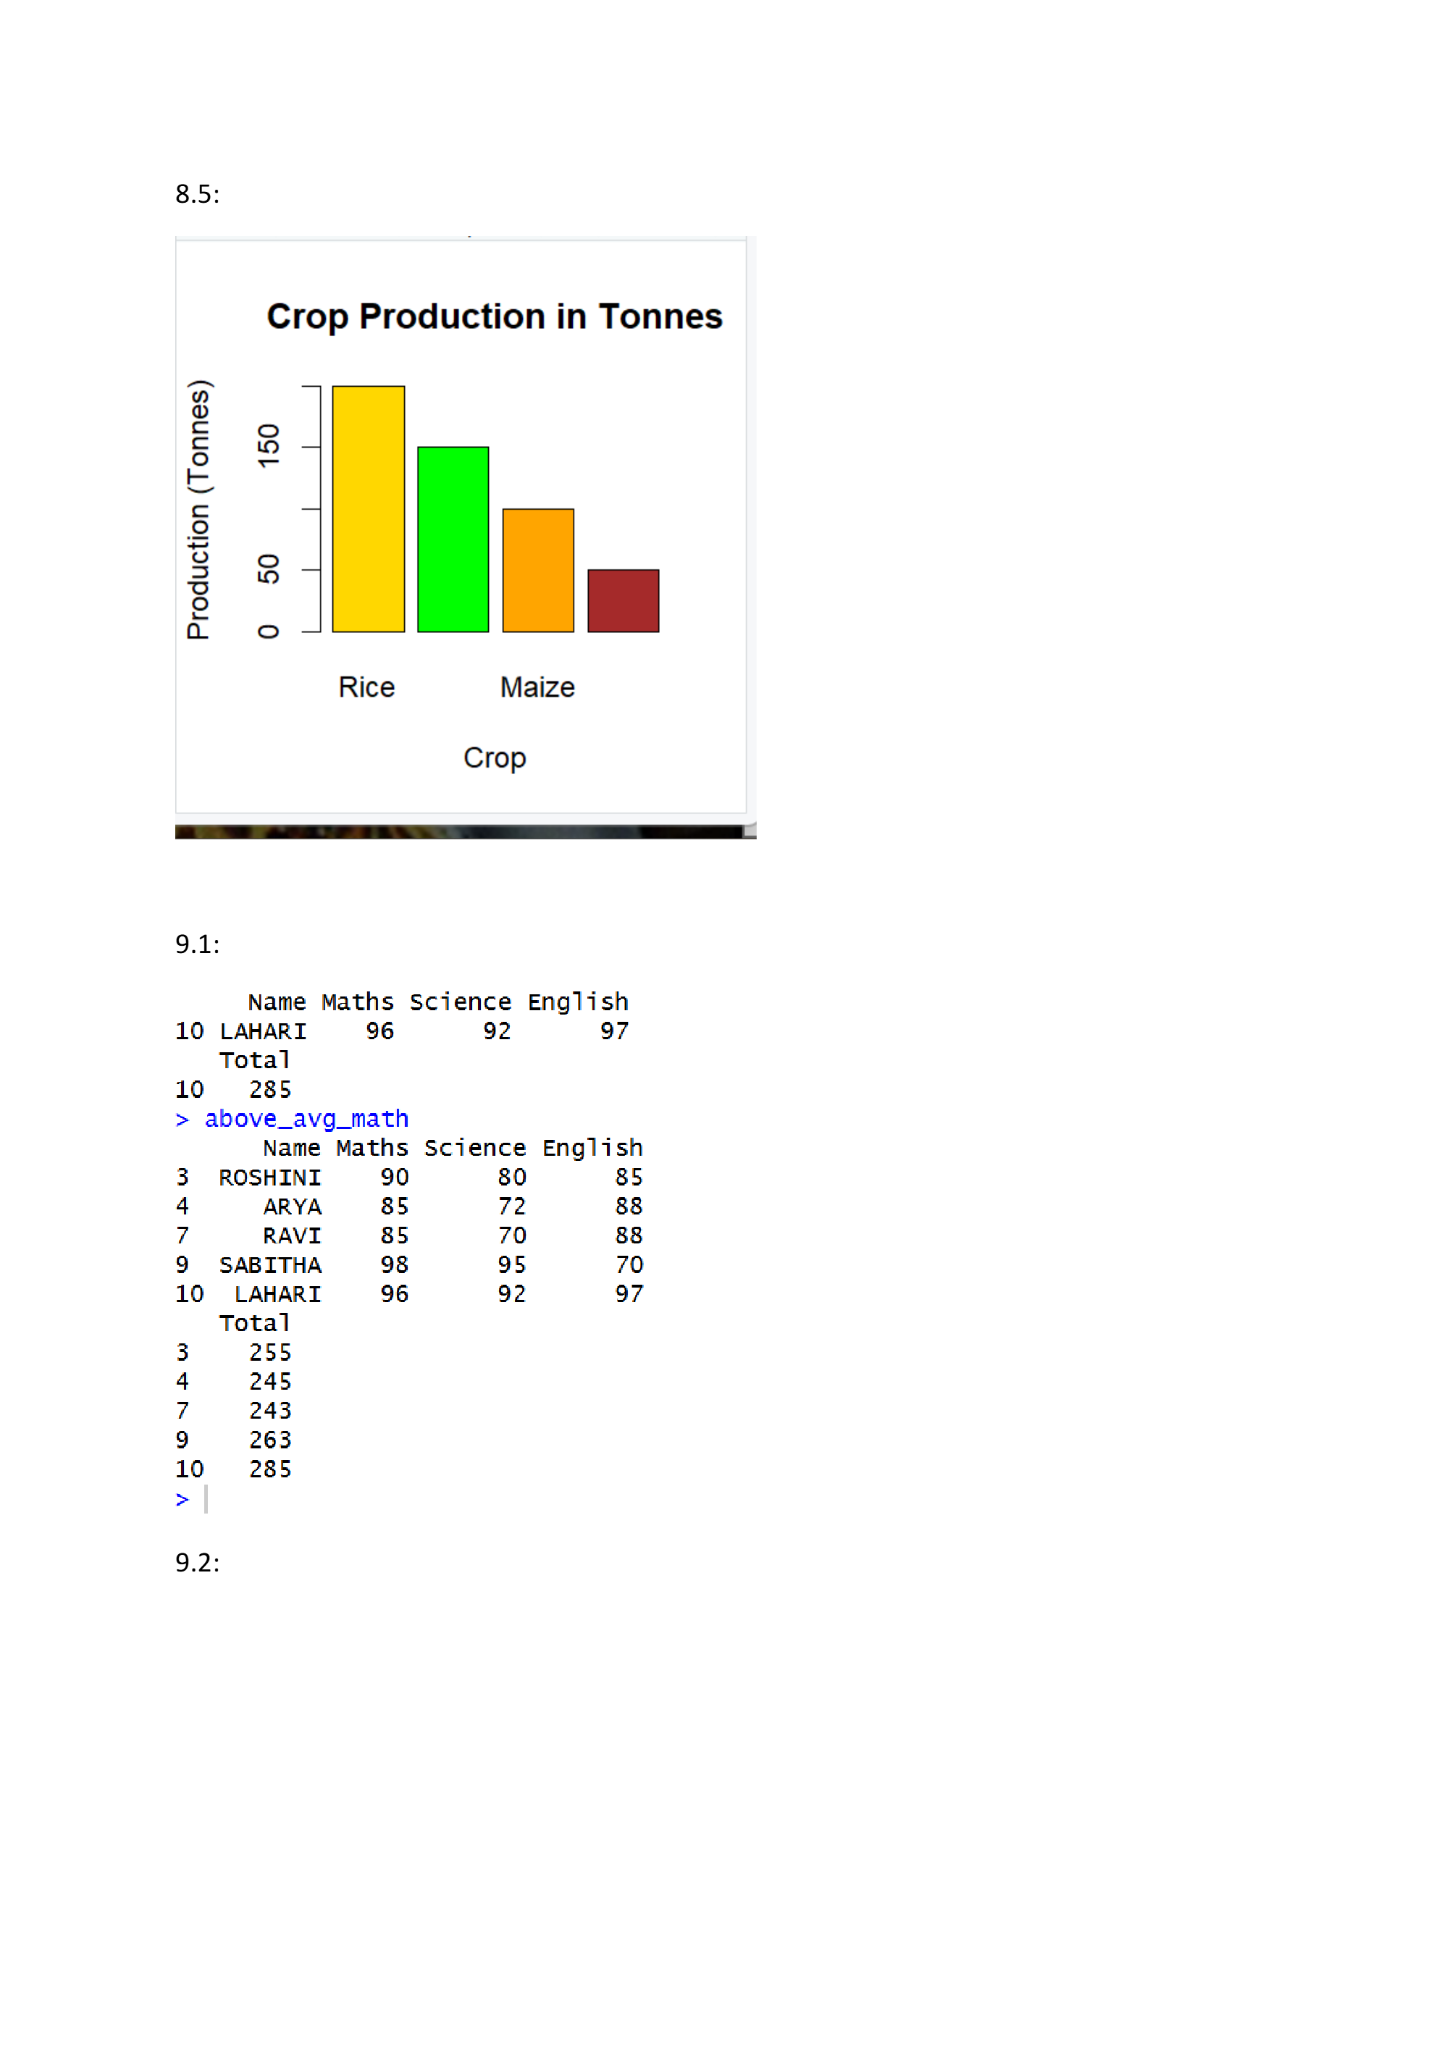 8.5:
Crop Production in Tonnes
Production (Tonnes)
150
50
0
Rice Maize
Crop
9.1:
     Name Maths Science English
10 LAHARI    96      92      97
   Total
10   285
> above_avg_math
      Name Maths Science English
3  ROSHINI    90      80      85
4     ARYA    85      72      88
7     RAVI    85      70      88
9  SABITHA    98      95      70
10  LAHARI    96      92      97
   Total
3    255
4    245
7    243
9    263
10   285
>
9.2: